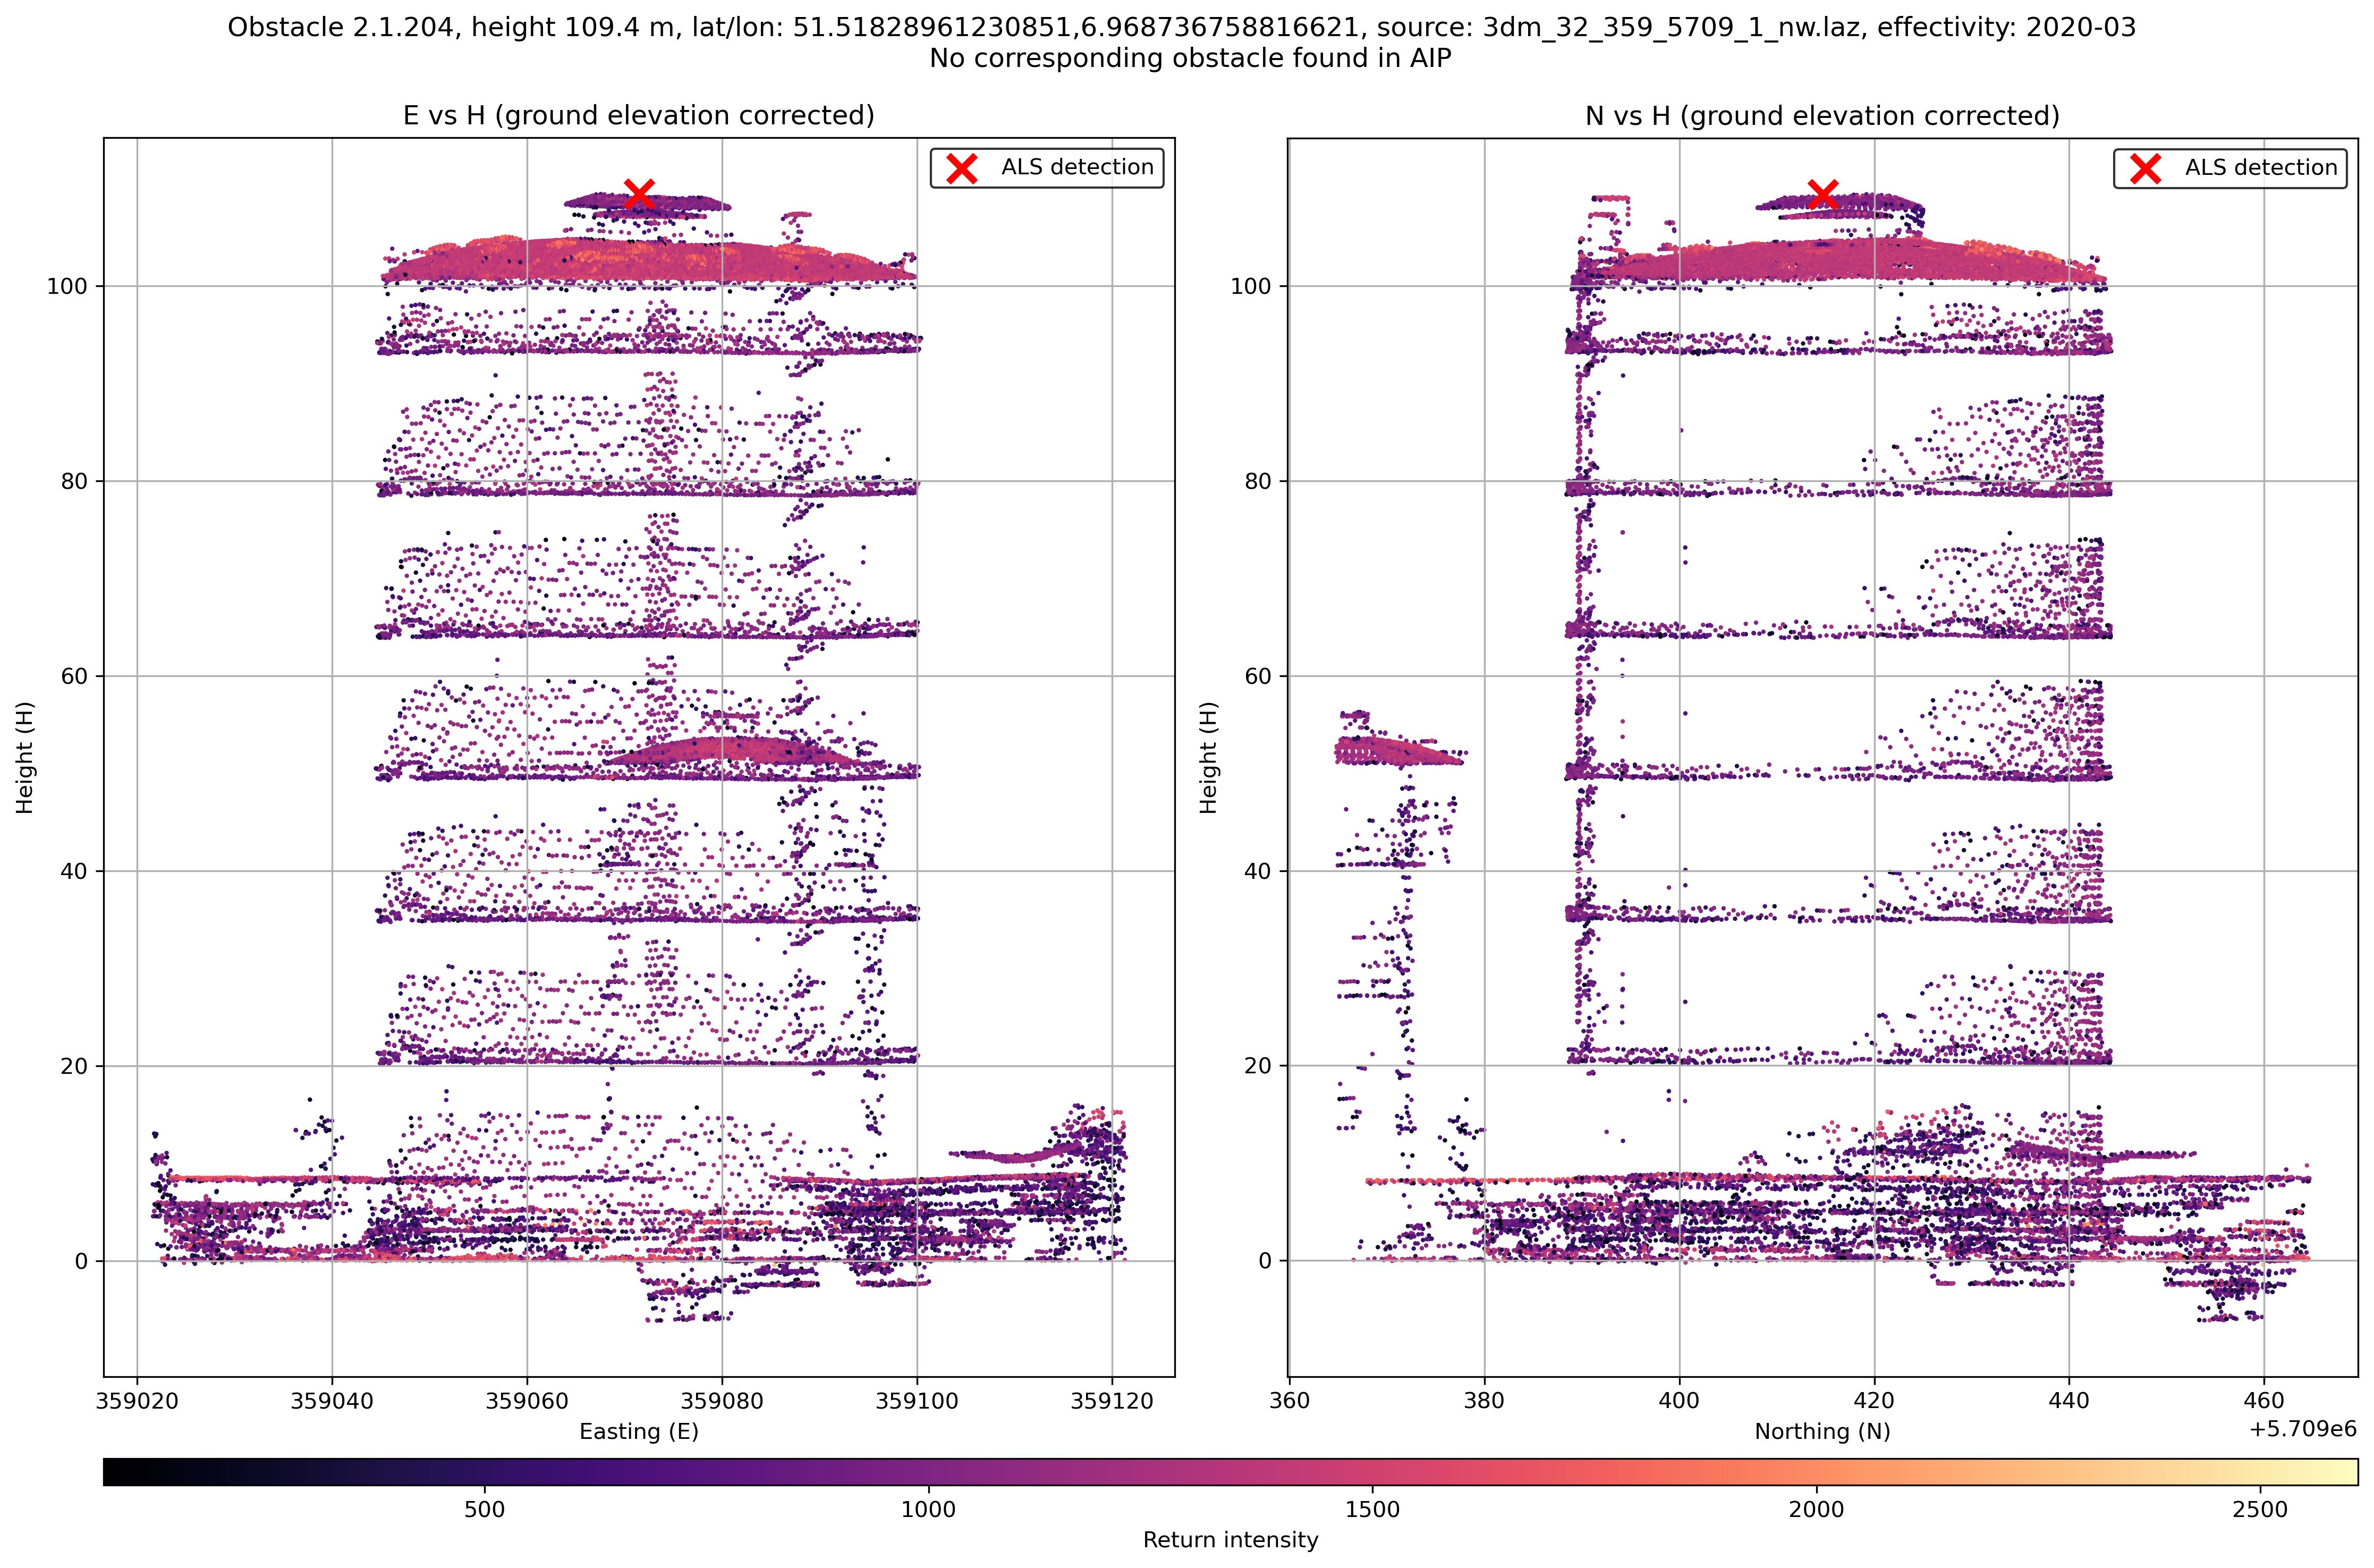 Obstacle 2.1.204, height 109.4 m, lat/lon: 51.51828961230851,6.968736758816621, source: 3dm_32_359_5709_1_nw.laz, effectivity: 2020-03
No corresponding obstacle found in AIP
E vs H (ground elevation corrected)
ALS detection
Height (H)
100
80
60
40
20
0
359020 359040 359060 359080 359100 359120
Easting (E)
N vs H (ground elevation corrected)
ALS detection
Height (H)
100
80
60
40
20
0
360 380 400 420 440 460
+5.709e6
Northing (N)
500 1000 1500 2000 2500
Return intensity